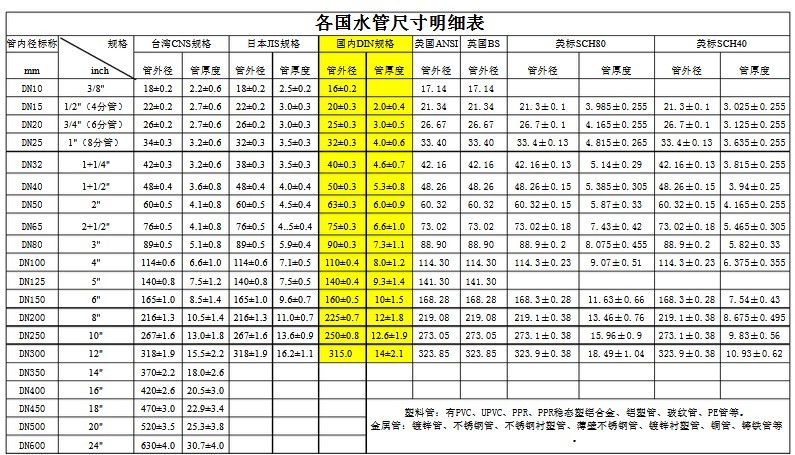 各国水管尺寸明细表
管内径标称 规格 台湾CNS规格 日本JIS规格 国内DIN规格 美国ANSI 英国BS 美标SCH80 美标SCH40
mm inch 管外径 管厚度 管外径 管厚度 管外径 管厚度 管外径 管外径 管外径 管厚度 管外径 管厚度
DN10 3/8" 18±0.2 2.2±0.6 18±0.2 2.5±0.2 16±0.2 17.14 17.14
DN15 1/2"（4分管） 22±0.2 2.7±0.6 22±0.2 3.0±0.3 20±0.3 2.0±0.4 21.34 21.34 21.3±0.1 3.985±0.255 21.3±0.1 3.025±0.255
DN20 3/4"（6分管） 26±0.2 2.7±0.6 26±0.2 3.0±0.3 25±0.3 3.0±0.5 26.67 26.67 26.7±0.1 4.165±0.255 26.7±0.1 3.125±0.255
DN25 1"（8分管） 34±0.3 3.2±0.6 32±0.3 3.5±0.3 32±0.3 4.0±0.6 33.40 33.40 33.4±0.13 4.815±0.265 33.4±0.13 3.635±0.255
DN32 1+1/4" 42±0.3 3.2±0.6 38±0.3 3.5±0.3 40±0.3 4.6±0.7 42.16 42.16 42.16±0.13 5.14±0.29 42.16±0.13 3.815±0.255
DN40 1+1/2" 48±0.4 3.6±0.8 48±0.4 4.0±0.4 50±0.3 5.3±0.8 48.26 48.26 48.26±0.15 5.385±0.305 48.26±0.15 3.94±0.25
DN50 2" 60±0.5 4.1±0.8 60±0.5 4.5±0.4 63±0.3 6.0±0.9 60.32 60.32 60.32±0.15 5.87±0.33 60.32±0.15 4.165±0.255
DN65 2+1/2" 76±0.5 4.1±0.8 76±0.5 4..5±0.4 75±0.3 6.6±1.0 73.02 73.02 73.02±0.18 7.43±0.42 73.02±0.18 5.465±0.305
DN80 3" 89±0.5 5.1±0.8 89±0.5 5.9±0.4 90±0.3 7.3±1.1 88.90 88.90 88.9±0.2 8.075±0.455 88.9±0.2 5.82±0.33
DN100 4" 114±0.6 6.6±1.0 114±0.6 7.1±0.5 110±0.4 8.0±1.2 114.30 114.30 114.3±0.23 9.07±0.51 114.3±0.23 6.375±0.355
DN125 5" 140±0.8 7.5±1.2 140±0.8 7.5±0.5 140±0.4 9.3±1.4 141.30 141.30
DN150 6" 165±1.0 8.5±1.4 165±1.0 9.6±0.7 160±0.5 10±1.5 168.28 168.28 168.3±0.28 11.63±0.66 168.3±0.28 7.54±0.43
DN200 8" 216±1.3 10.5±1.4 216±1.3 11.0±0.7 225±0.7 12±1.8 219.08 219.08 219.1±0.38 13.46±0.76 219.1±0.38 8.675±0.495
DN250 10" 267±1.6 13.0±1.8 267±1.6 13.6±0.9 250±0.8 12.6±1.9 273.05 273.05 273.1±0.38 15.96±0.9 273.1±0.38 9.83±0.56
DN300 12" 318±1.9 15.5±2.2 318±1.9 16.2±1.1 315.0 14±2.1 323.85 323.85 323.9±0.38 18.49±1.04 323.9±0.38 10.93±0.62
DN350 14" 370±2.2 18.0±2.6
DN400 16" 420±2.6 20.5±3.0
DN450 18" 470±3.0 22.9±3.4
DN500 20" 520±3.5 25.3±3.8
DN600 24" 630±4.0 30.7±4.0
塑料管：有PVC、UPVC、PPR、PPR稳态塑铝合金、铝塑管、玻纹管、PE管等。
金属管：镀锌管、不锈钢管、不锈钢衬塑管、薄壁不锈钢管、镀锌衬塑管、铜管、铸铁管等
。